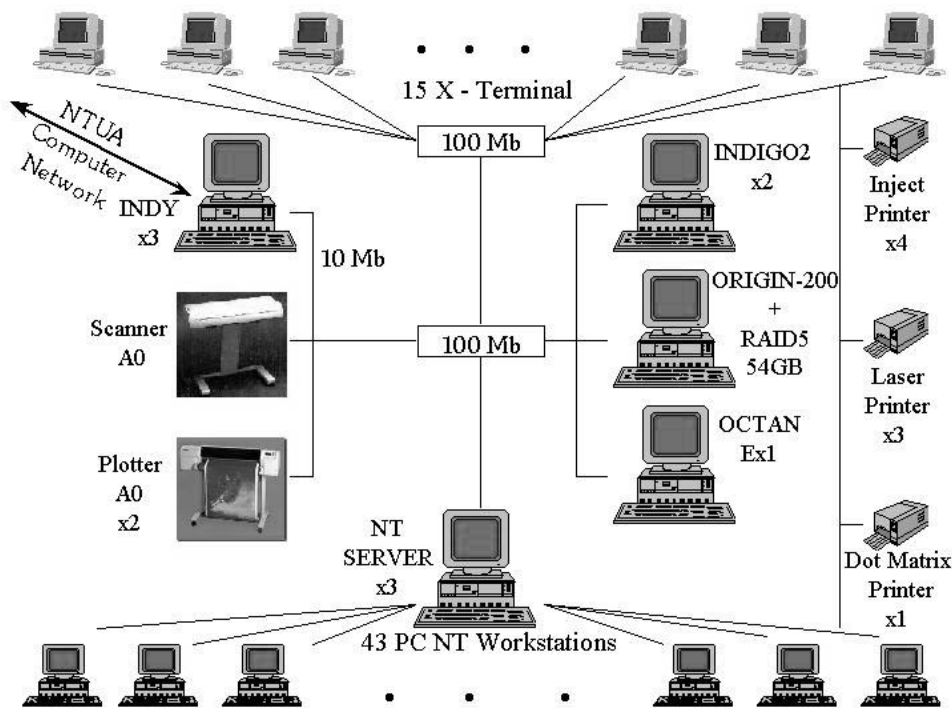 15 X - Terminal
100 Mb
NTUA
Computer
Network
INDY
x3
10 Mb
INDIGO2
x2
Inject
Printer
x4
Scanner
A0
100 Mb
ORIGIN-200
+
RAID5
54GB
Laser
Printer
x3
Plotter
A0
x2
OCTAN
Ex1
NT
SERVER
x3
Dot Matrix
Printer
x1
43 PC NT Workstations